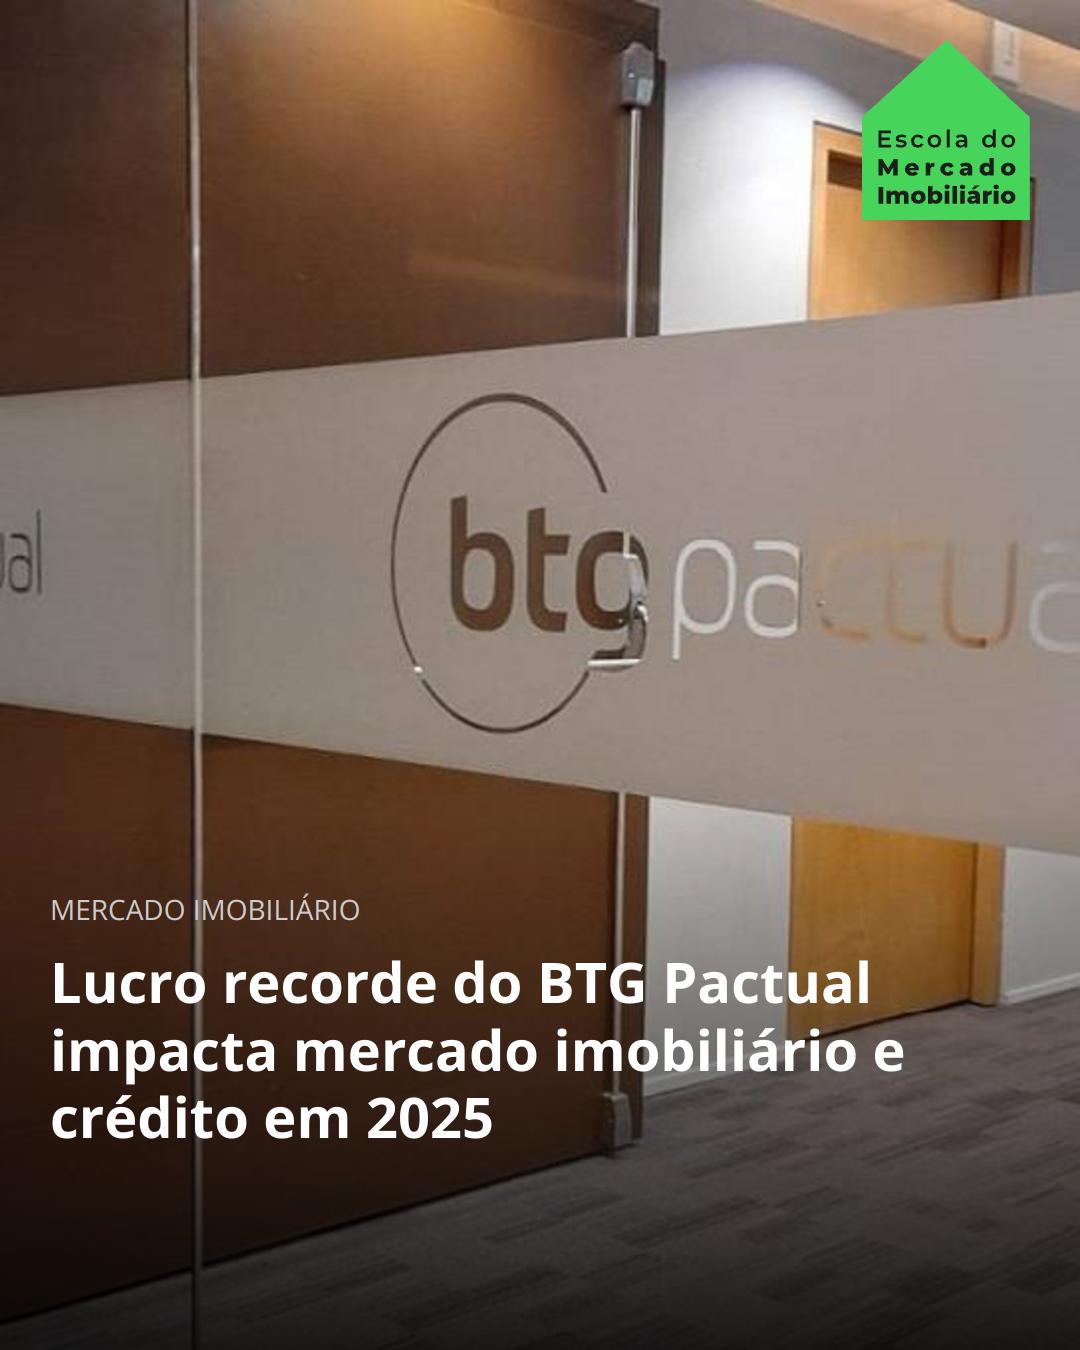 Escola do
Mercado
Imobiliário
ual
btg pactua
MERCADO IMOBILIÁRIO
Lucro recorde do BTG Pactual
impacta mercado imobiliário e
crédito em 2025